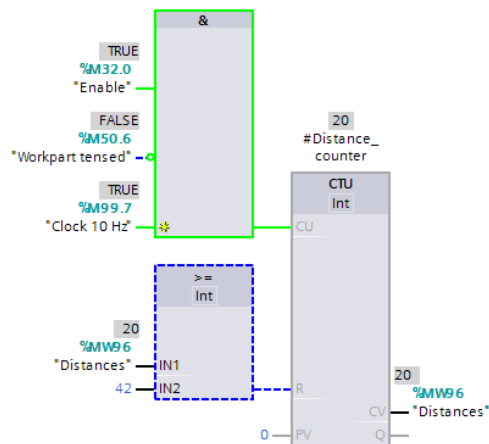 &
TRUE
%M32.0
"Enable"
FALSE
%M50.6
"Workpart tensed"
TRUE
%M99.7
"Clock 10 Hz"
20
#Distance_
counter
CTU
Int
CU
>=
Int
20
%MW96
"Distances"
IN1
42
IN2
R
20
%MW96
CV
"Distances"
0
PV
Q